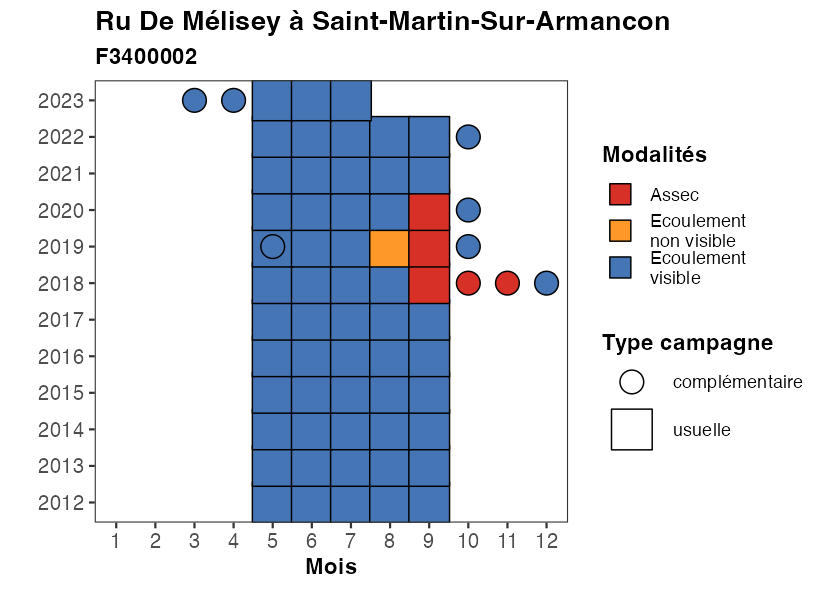 Ru De Mélisey à Saint-Martin-Sur-Armancon
F3400002
2023
2022
2021
2020
2019
2018
2017
2016
2015
2014
2013
2012
1 2 3 4 5 6 7 8 9 10 11 12
Mois
Modalités
Assec
Ecoulement
non visible
Ecoulement
visible
Type campagne
complémentaire
usuelle